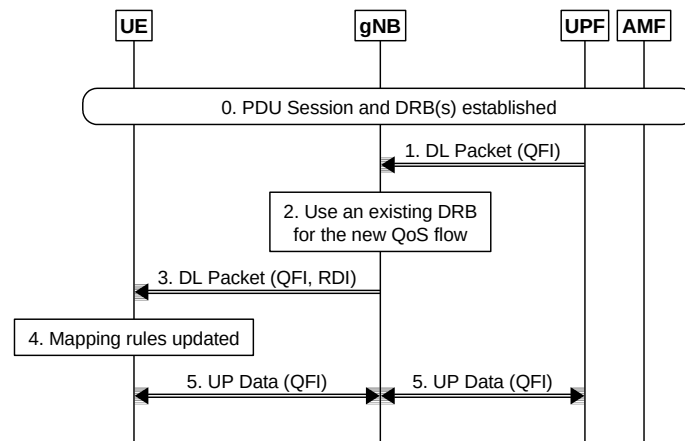 UE
gNB
UPF
AMF
0. PDU Session and DRB(s) established
1. DL Packet (QFI)
2. Use an existing DRB
for the new QoS flow
3. DL Packet (QFI, RDI)
4. Mapping rules updated
5. UP Data (QFI)
5. UP Data (QFI)